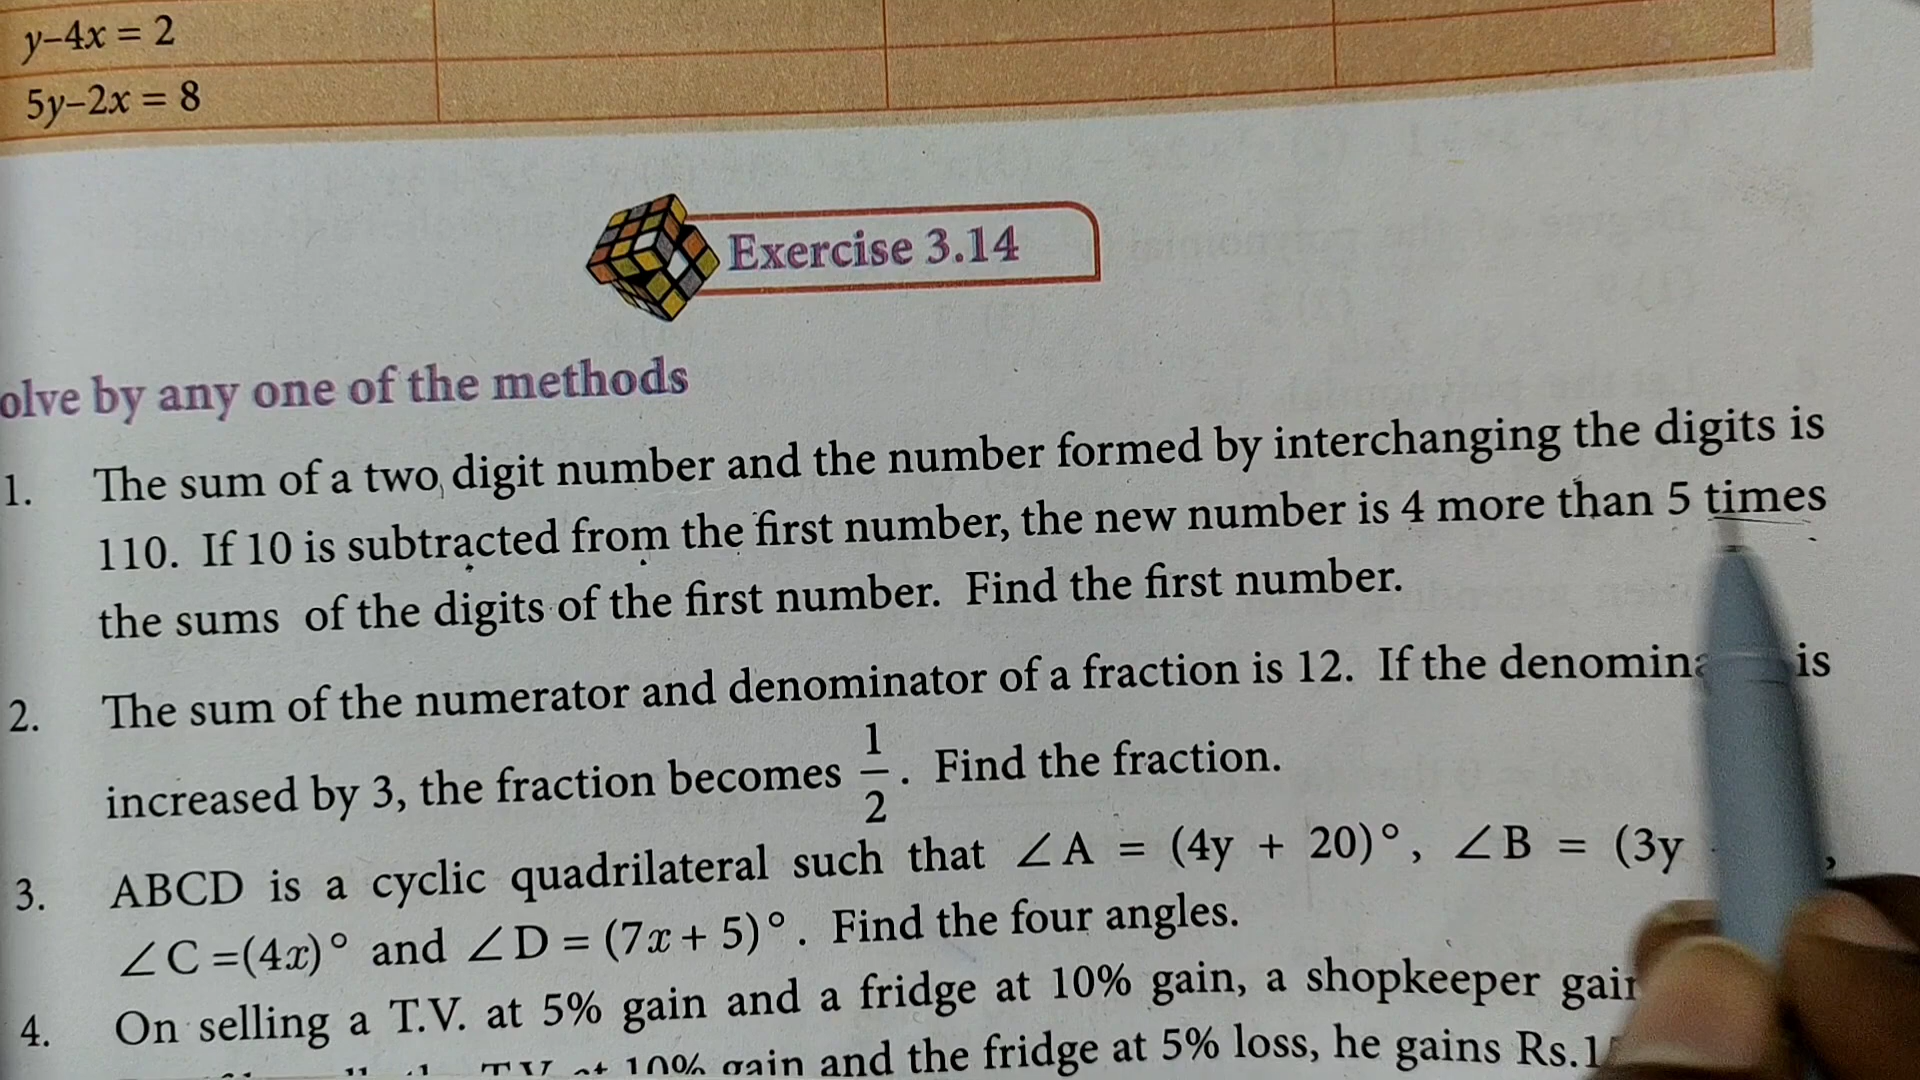 y–4x = 2
5y–2x = 8
Exercise 3.14
olve by any one of the methods
1. The sum of a two digit number and the number formed by interchanging the digits is
110. If 10 is subtracted from the first number, the new number is 4 more than 5 times
the sums of the digits of the first number. Find the first number.
2. The sum of the numerator and denominator of a fraction is 12. If the is
increased by 3, the fraction becomes 1/2. Find the fraction.
3. ABCD is a cyclic quadrilateral such that ∠A = (4y + 20)°, ∠B = (3y ,
∠C =(4x)° and ∠D = (7x + 5)°. Find the four angles.
4. On selling a T.V. at 5% gain and a fridge at 10% gain, a shopkeeper
T.V. at 10% gain and the fridge at 5% loss, he gains Rs.